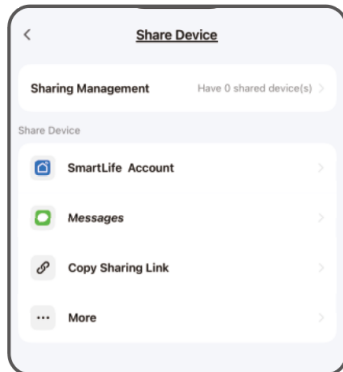 Share Device
Sharing Management Have 0 shared device(s)
Share Device
SmartLife Account
Messages
Copy Sharing Link
More